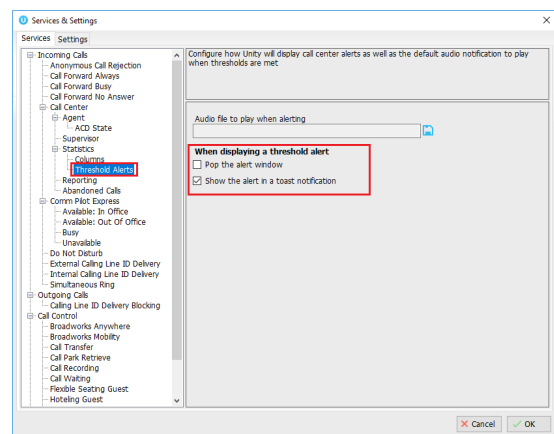 Services & Settings
Services Settings
Incoming Calls
Anonymous Call Rejection
Call Forward Always
Call Forward Busy
Call Forward No Answer
Call Center
Agent
ACD State
Supervisor
Statistics
Columns
Threshold Alerts
Reporting
Abandoned Calls
Comm Pilot Express
Available: In Office
Available: Out Of Office
Busy
Unavailable
Do Not Disturb
External Calling Line ID Delivery
Internal Calling Line ID Delivery
Simultaneous Ring
Outgoing Calls
Calling Line ID Delivery Blocking
Call Control
Broadworks Anywhere
Broadworks Mobility
Call Transfer
Call Park Retrieve
Call Recording
Call Waiting
Flexible Seating Guest
Hoteling Guest
Configure how Unity will display call center alerts as well as the default audio notification to play
when thresholds are met
Audio file to play when alerting
When displaying a threshold alert
Pop the alert window
Show the alert in a toast notification
Cancel
OK